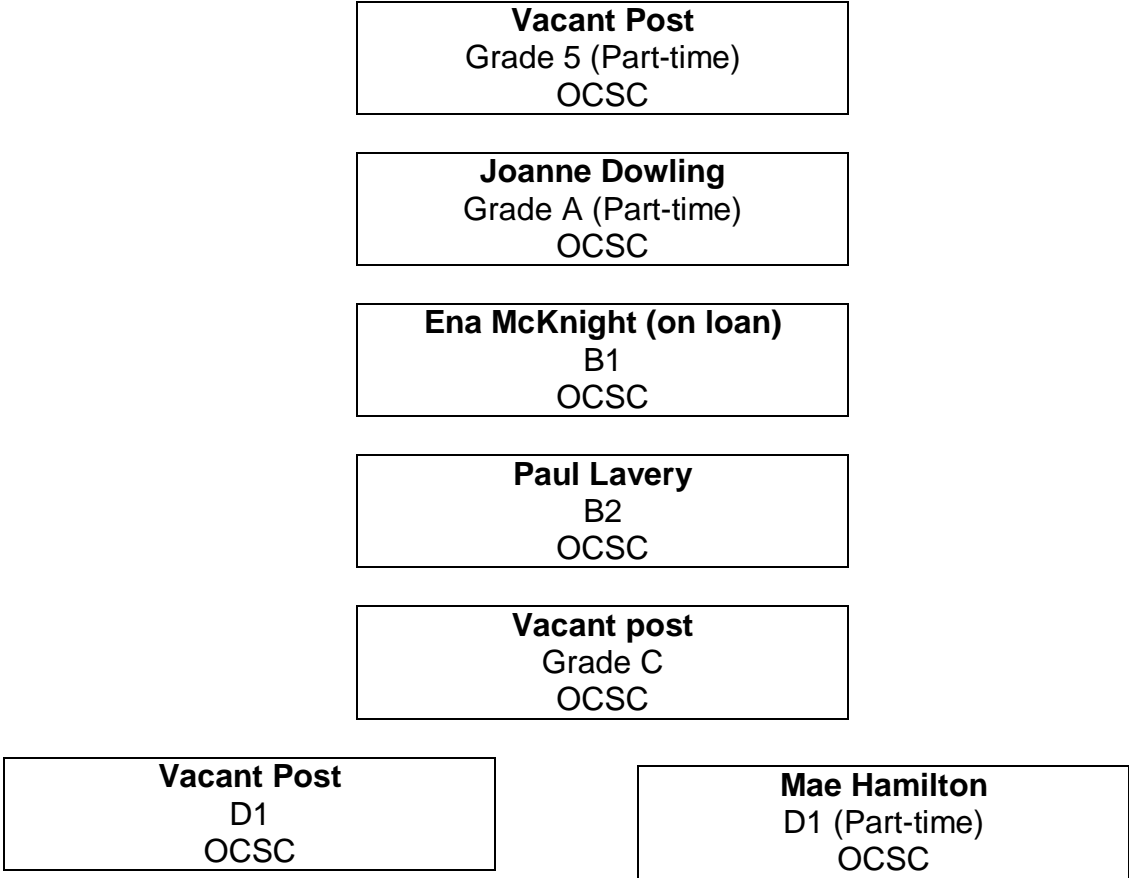 Vacant Post
Grade 5 (Part-time)
OCSC
Joanne Dowling
Grade A (Part-time)
OCSC
Ena McKnight (on loan)
B1
OCSC
Paul Lavery
B2
OCSC
Vacant post
Grade C
OCSC
Vacant Post
D1
OCSC
Mae Hamilton
D1 (Part-time)
OCSC